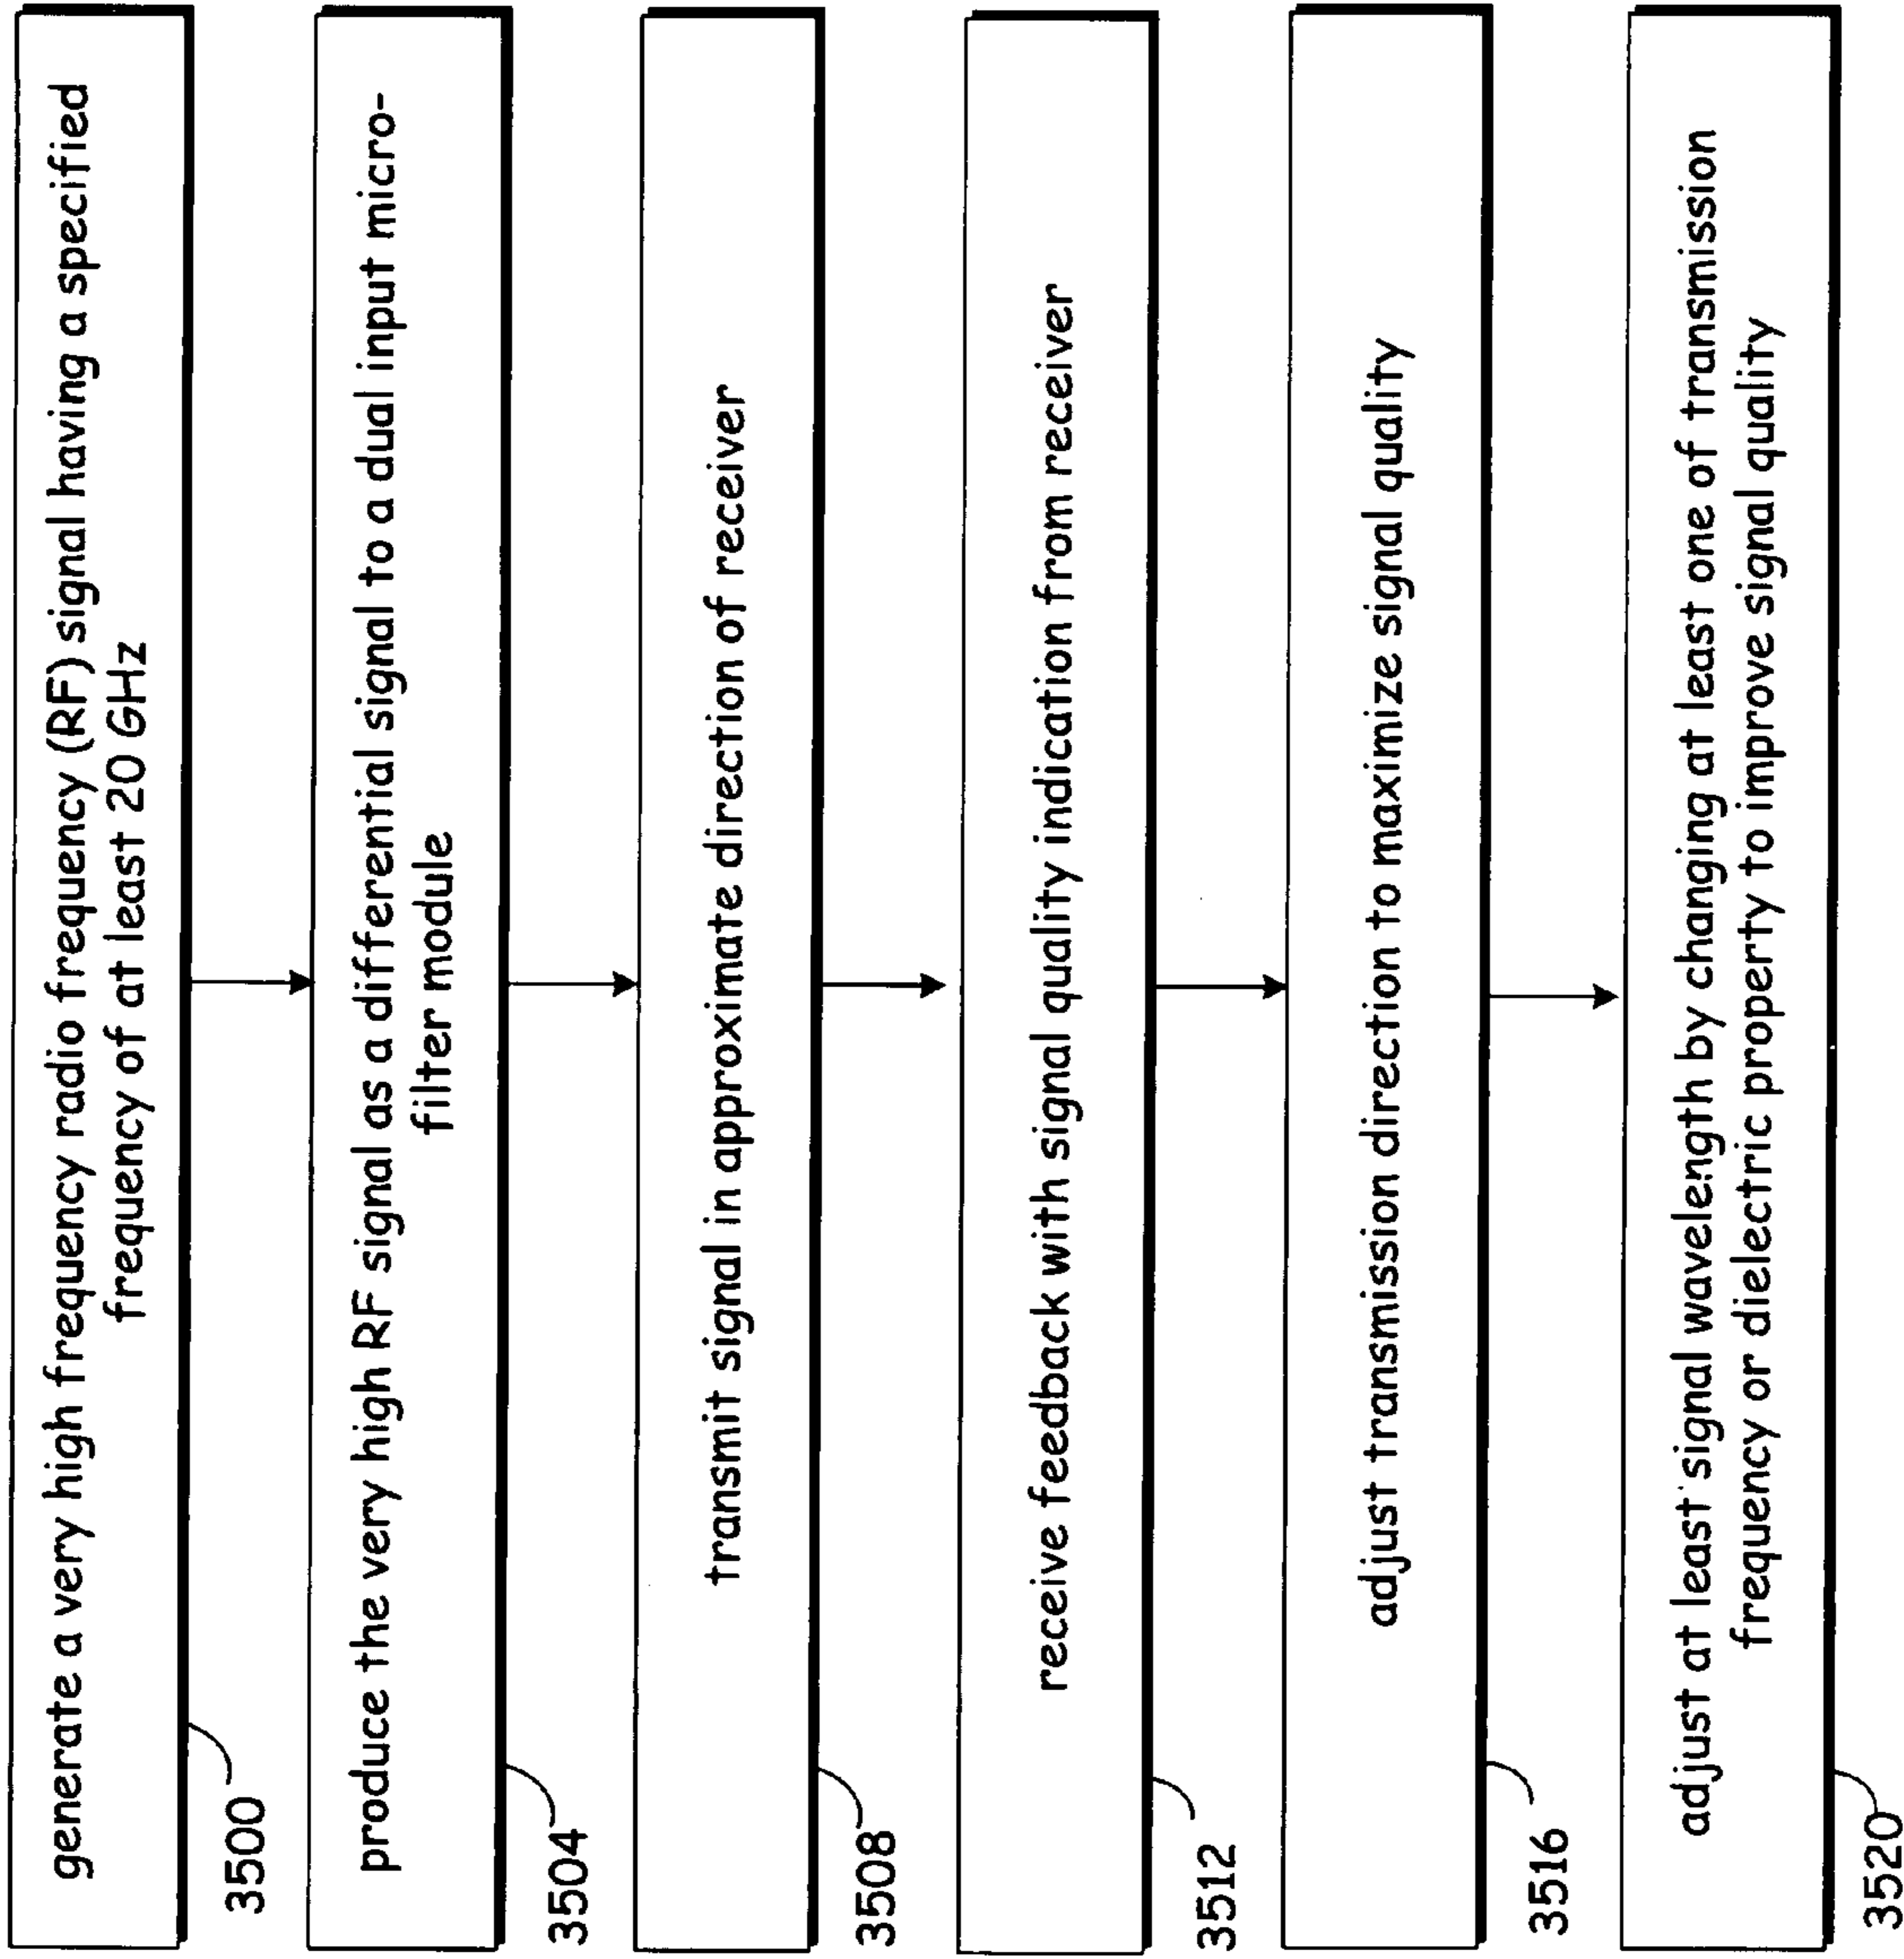 generate a very high frequency radio frequency (RF) signal having a specified
frequency of at least 20 GHz
3500
produce the very high RF signal as a differential signal to a dual input micro-
filter module
3504
transmit signal in approximate direction of receiver
3508
receive feedback with signal quality indication from receiver
3512
adjust transmission direction to maximize signal quality
3516
adjust at least signal wavelength by changing at least one of transmission
frequency or dielectric property to improve signal quality
3520